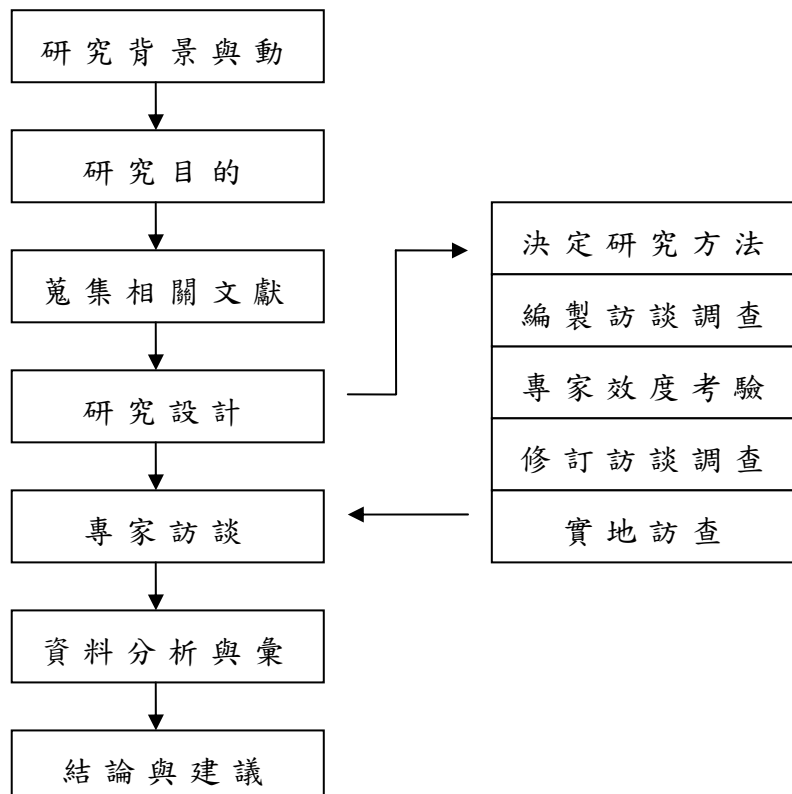 研究背景與動
研究目的
蒐集相關文獻
研究設計
專家訪談
資料分析與彙
結論與建議
決定研究方法
編製訪談調查
專家效度考驗
修訂訪談調查
實地訪查